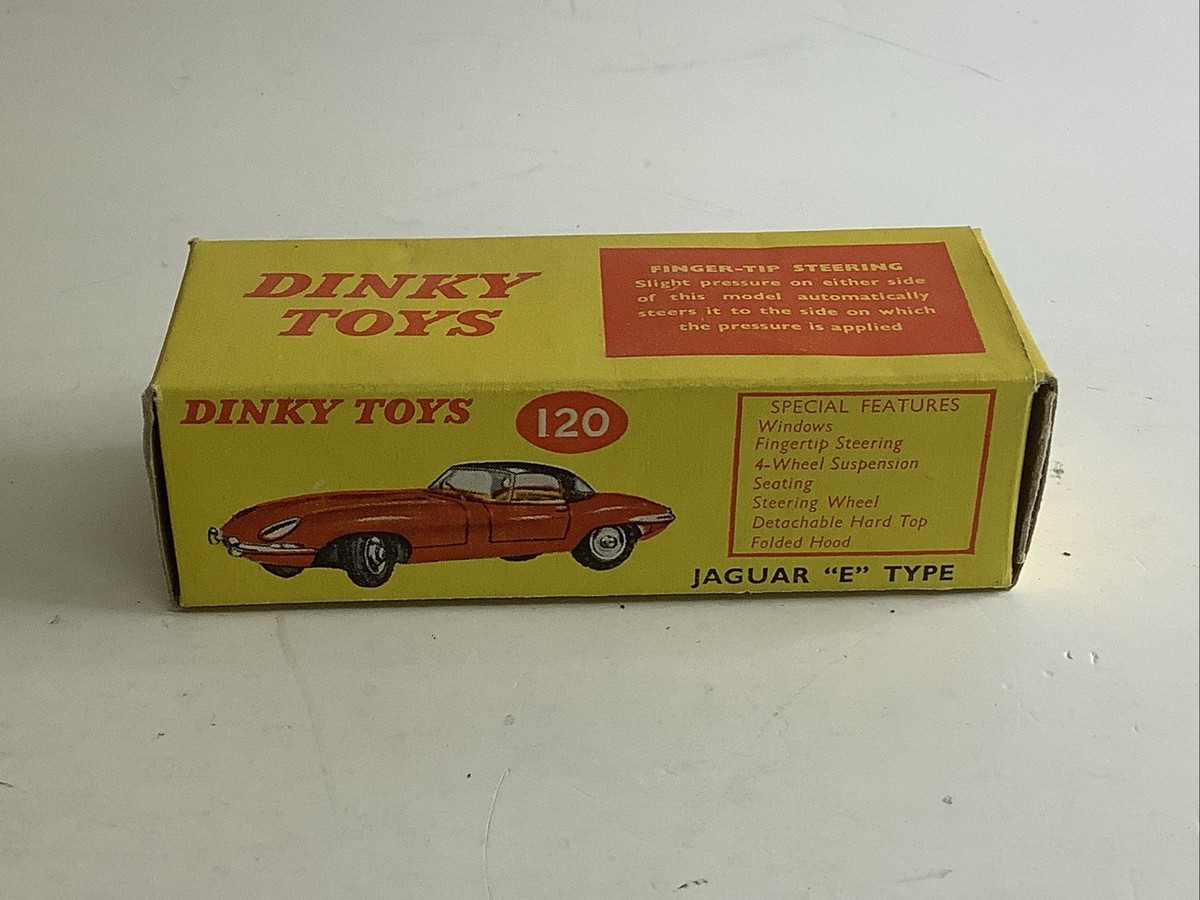 DINKY
TOYS
FINGER-TIP STEERING
Slight pressure on either side
of this model automatically
steers it to the side on which
the pressure is applied
DINKY TOYS
120
SPECIAL FEATURES
Windows
Fingertip Steering
4-Wheel Suspension
Seating
Steering Wheel
Detachable Hard Top
Folded Hood
JAGUAR “E” TYPE